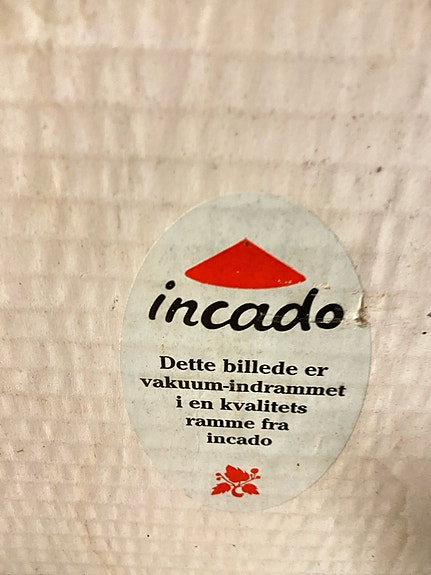 incado
Dette billede er
vakuum-indrammet
i en kvalitets
ramme fra
incado